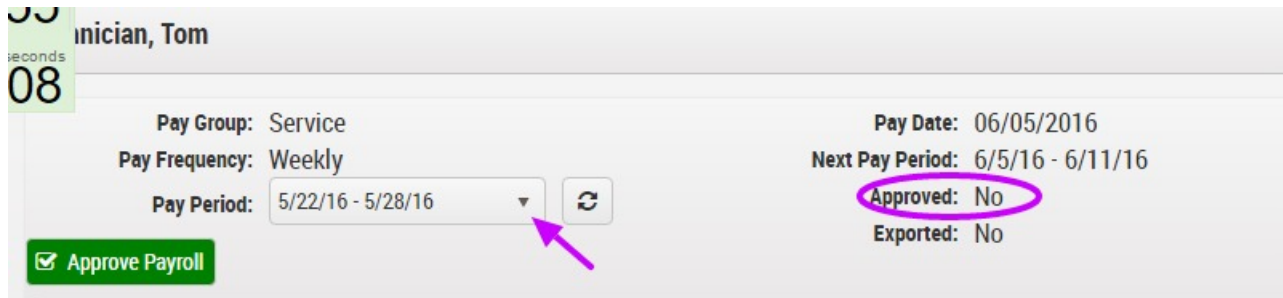 nician, Tom
seconds
08
Pay Group: Service
Pay Frequency: Weekly
Pay Period: 5/22/16 - 5/28/16
Approve Payroll
Pay Date: 06/05/2016
Next Pay Period: 6/5/16 - 6/11/16
Approved: No
Exported: No